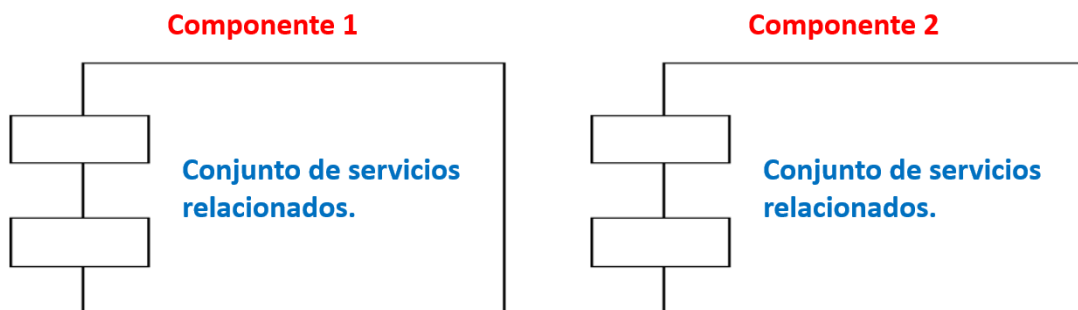 Componente 1
Componente 2
Conjunto de servicios
relacionados.
Conjunto de servicios
relacionados.